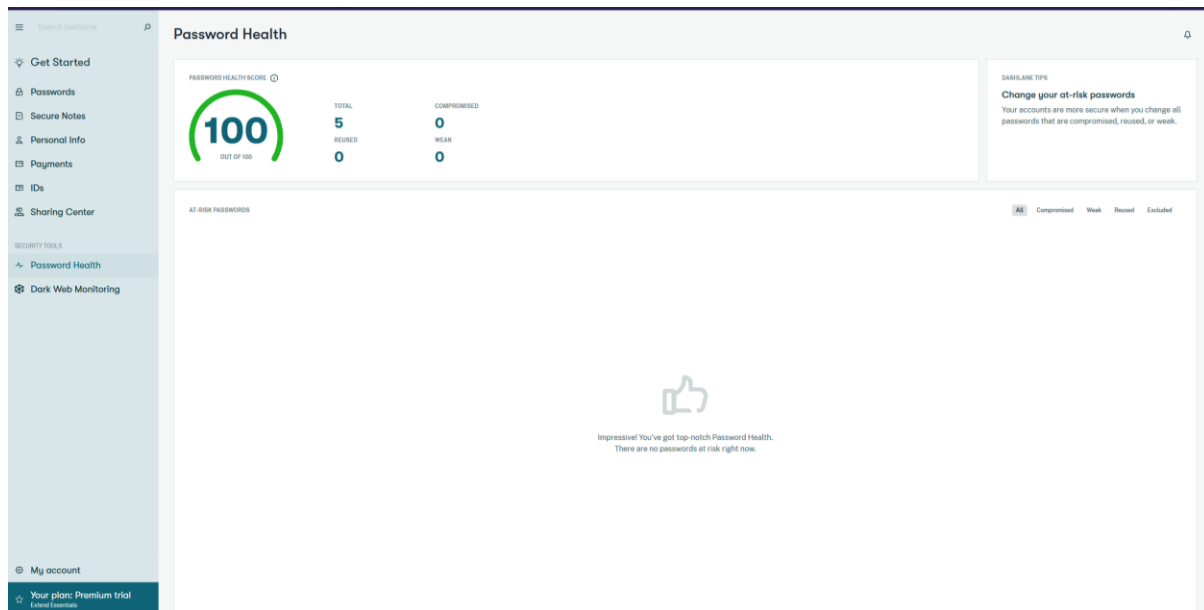 Search Dashlane
Get Started
Passwords
Secure Notes
Personal Info
Payments
IDs
Sharing Center
SECURITY TOOLS
Password Health
Dark Web Monitoring
My account
Your plan: Premium trial
Extend Essentials
Password Health
PASSWORD HEALTH SCORE
100
OUT OF 100
TOTAL
5
COMPROMISED
0
REUSED
0
WEAK
0
DASHLANE TIPS
Change your at-risk passwords
Your accounts are more secure when you change all
passwords that are compromised, reused, or weak.
AT-RISK PASSWORDS
All Compromised Weak Reused Excluded
Impressive! You've got top-notch Password Health.
There are no passwords at risk right now.